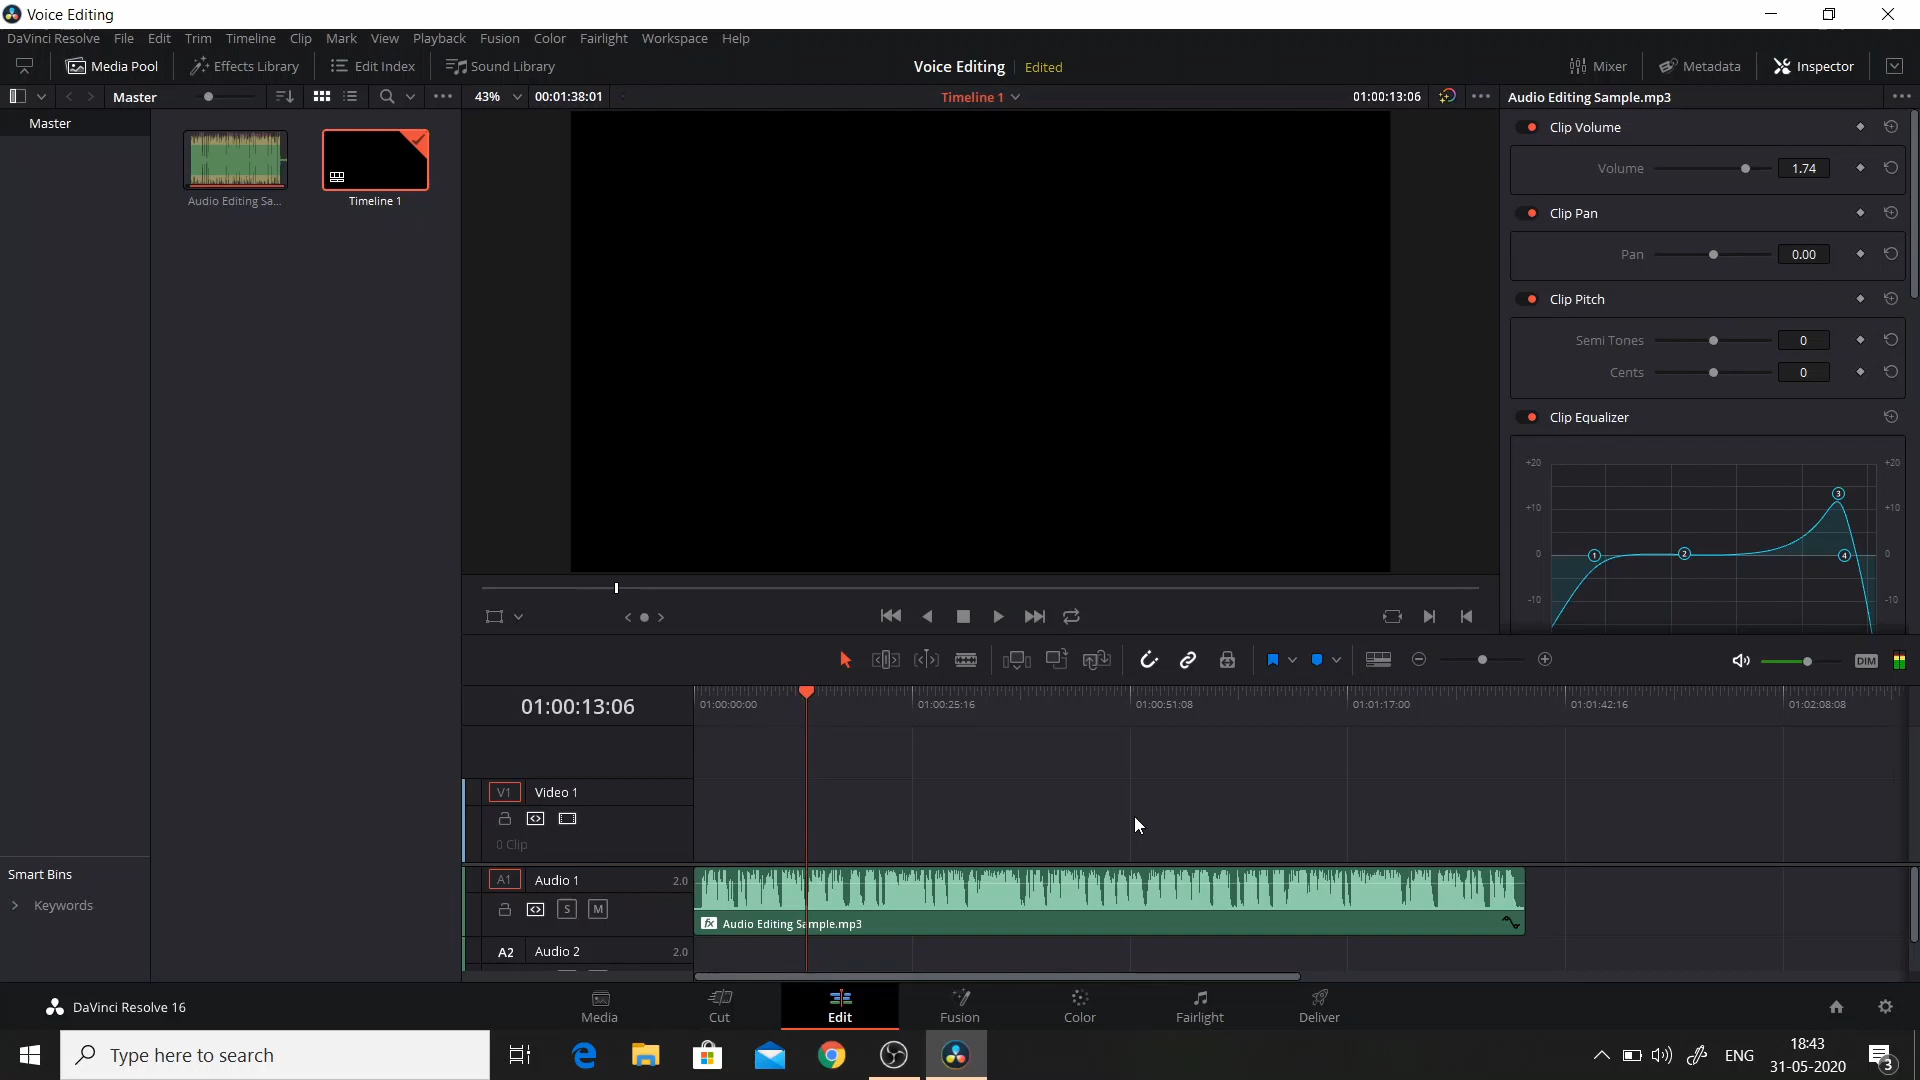 Voice Editing
DaVinci Resolve File Edit Trim Timeline Clip Mark View Playback Fusion Color Fairlight Workspace Help
Media Pool Effects Library Edit Index Sound Library Voice Editing Edited Mixer Metadata Inspector
Master 43% 00:01:38:01 Timeline 1 01:00:13:06 Audio Editing Sample.mp3
Master
Audio Editing Sa... Timeline 1
Clip Volume
Volume 1.74
Clip Pan
Pan 0.00
Clip Pitch
Semi Tones 0
Cents 0
Clip Equalizer
+20 +20
3
+10 +10
0 1 2 4 0
-10 -10
DIM
01:00:13:06 01:00:00:00 01:00:25:16 01:00:51:08 01:01:17:00 01:01:42:16 01:02:08:08
V1 Video 1
0 Clip
A1 Audio 1 2.0
S M
fx Audio Editing Sample.mp3
A2 Audio 2 2.0
Smart Bins
Keywords
DaVinci Resolve 16 Media Cut Edit Fusion Color Fairlight Deliver
Type here to search ENG 18:43
31-05-2020 3